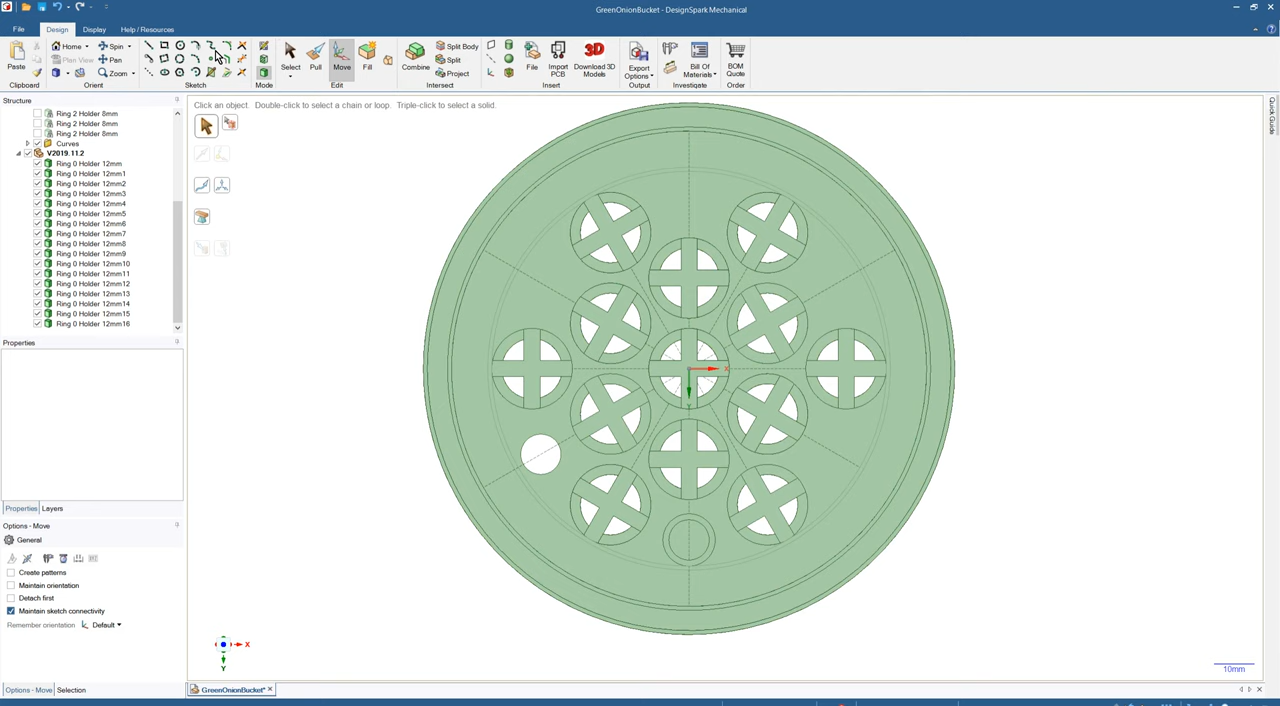 GreenOnionBucket - DesignSpark Mechanical
File Design Display Help / Resources
Paste
Home Spin
Plan View Pan
Zoom
Select Pull Move Fill
Combine
Split Body
Split
Project
File Import PCB Download 3D Models
Export Options
Bill Of Materials
BOM Quote
Clipboard Orient Sketch Mode Edit Intersect Insert Output Investigate Order
Structure
Ring 2 Holder 8mm
Ring 2 Holder 8mm
Ring 2 Holder 8mm
Curves
V2019.11.2
Ring 0 Holder 12mm
Ring 0 Holder 12mm1
Ring 0 Holder 12mm2
Ring 0 Holder 12mm3
Ring 0 Holder 12mm4
Ring 0 Holder 12mm5
Ring 0 Holder 12mm6
Ring 0 Holder 12mm7
Ring 0 Holder 12mm8
Ring 0 Holder 12mm9
Ring 0 Holder 12mm10
Ring 0 Holder 12mm11
Ring 0 Holder 12mm12
Ring 0 Holder 12mm13
Ring 0 Holder 12mm14
Ring 0 Holder 12mm15
Ring 0 Holder 12mm16
Properties
Properties Layers
Options - Move
General
Create patterns
Maintain orientation
Detach first
Maintain sketch connectivity
Remember orientation Default
Options - Move Selection
Click an object. Double-click to select a chain or loop. Triple-click to select a solid.
X
Y
X
Y
10mm
GreenOnionBucket*
Quick Guide